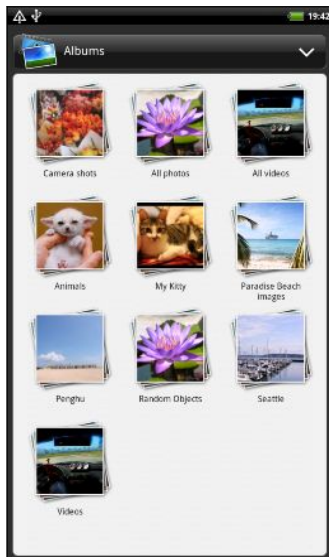 19:42
Albums
Camera shots
All photos
All videos
Animals
My Kitty
Paradise Beach
images
Penghu
Random Objects
Seattle
Videos